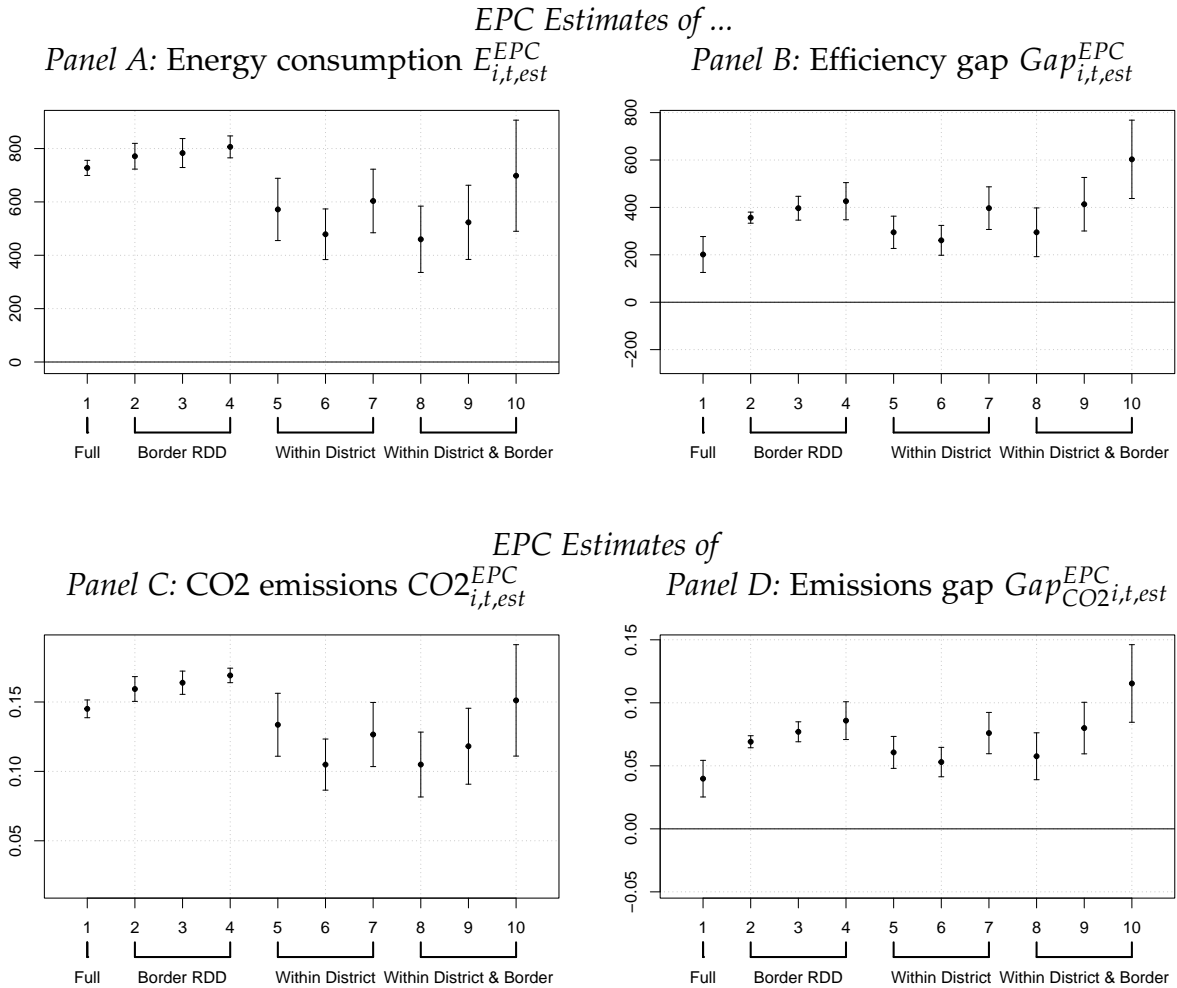 EPC Estimates of ...
Panel A: Energy consumption E^{EPC}_{i,t,est}
Panel B: Efficiency gap Gap^{EPC}_{i,t,est}
800
600
400
200
0
1 2 3 4 5 6 7 8 9 10
Full Border RDD Within District Within District & Border
800
600
400
200
0
−200
1 2 3 4 5 6 7 8 9 10
Full Border RDD Within District Within District & Border
EPC Estimates of
Panel C: CO2 emissions CO2^{EPC}_{i,t,est}
Panel D: Emissions gap Gap^{EPC}_{CO2i,t,est}
0.15
0.10
0.05
1 2 3 4 5 6 7 8 9 10
Full Border RDD Within District Within District & Border
0.15
0.10
0.05
0.00
−0.05
1 2 3 4 5 6 7 8 9 10
Full Border RDD Within District Within District & Border